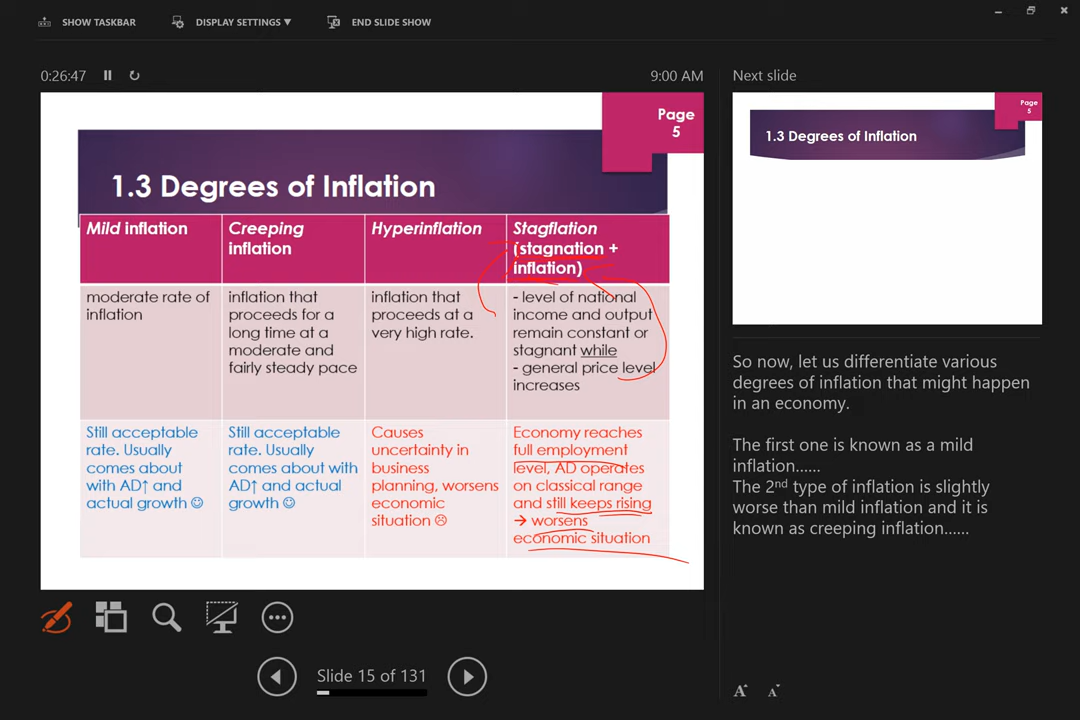 SHOW TASKBAR
DISPLAY SETTINGS ▼
END SLIDE SHOW
0:26:47
9:00 AM
Page
5
1.3 Degrees of Inflation
Mild inflation
Creeping
inflation
Hyperinflation
Stagflation
(stagnation +
inflation)
moderate rate of
inflation
inflation that
proceeds for a
long time at a
moderate and
fairly steady pace
inflation that
proceeds at a
very high rate.
- level of national
income and output
remain constant or
stagnant while
- general price level
increases
Still acceptable
rate. Usually
comes about
with AD↑ and
actual growth ☺
Still acceptable
rate. Usually
comes about with
AD↑ and actual
growth ☺
Causes
uncertainty in
business
planning, worsens
economic
situation ☹
Economy reaches
full employment
level, AD operates
on classical range
and still keeps rising
→ worsens
economic situation
Slide 15 of 131
Next slide
Page
5
1.3 Degrees of Inflation
So now, let us differentiate various
degrees of inflation that might happen
in an economy.
The first one is known as a mild
inflation......
The 2nd type of inflation is slightly
worse than mild inflation and it is
known as creeping inflation......
A A